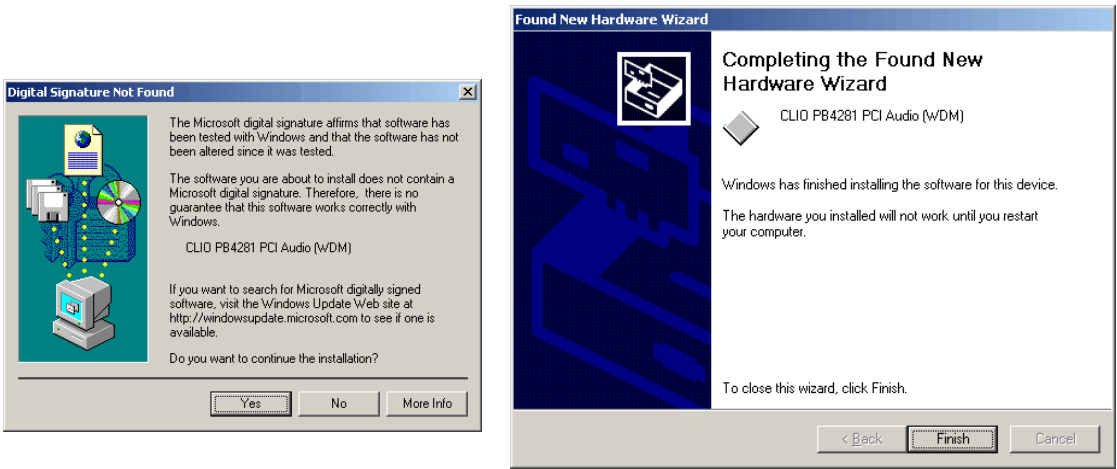 Digital Signature Not Found
The Microsoft digital signature affirms that software has
been tested with Windows and that the software has not
been altered since it was tested.
The software you are about to install does not contain a
Microsoft digital signature. Therefore, there is no
guarantee that this software works correctly with
Windows.
CLIO PB4281 PCI Audio (WDM)
If you want to search for Microsoft digitally signed
software, visit the Windows Update Web site at
http://windowsupdate.microsoft.com to see if one is
available.
Do you want to continue the installation?
Yes No More Info
Found New Hardware Wizard
Completing the Found New
Hardware Wizard
CLIO PB4281 PCI Audio (WDM)
Windows has finished installing the software for this device.
The hardware you installed will not work until you restart
your computer.
To close this wizard, click Finish.
< Back Finish Cancel